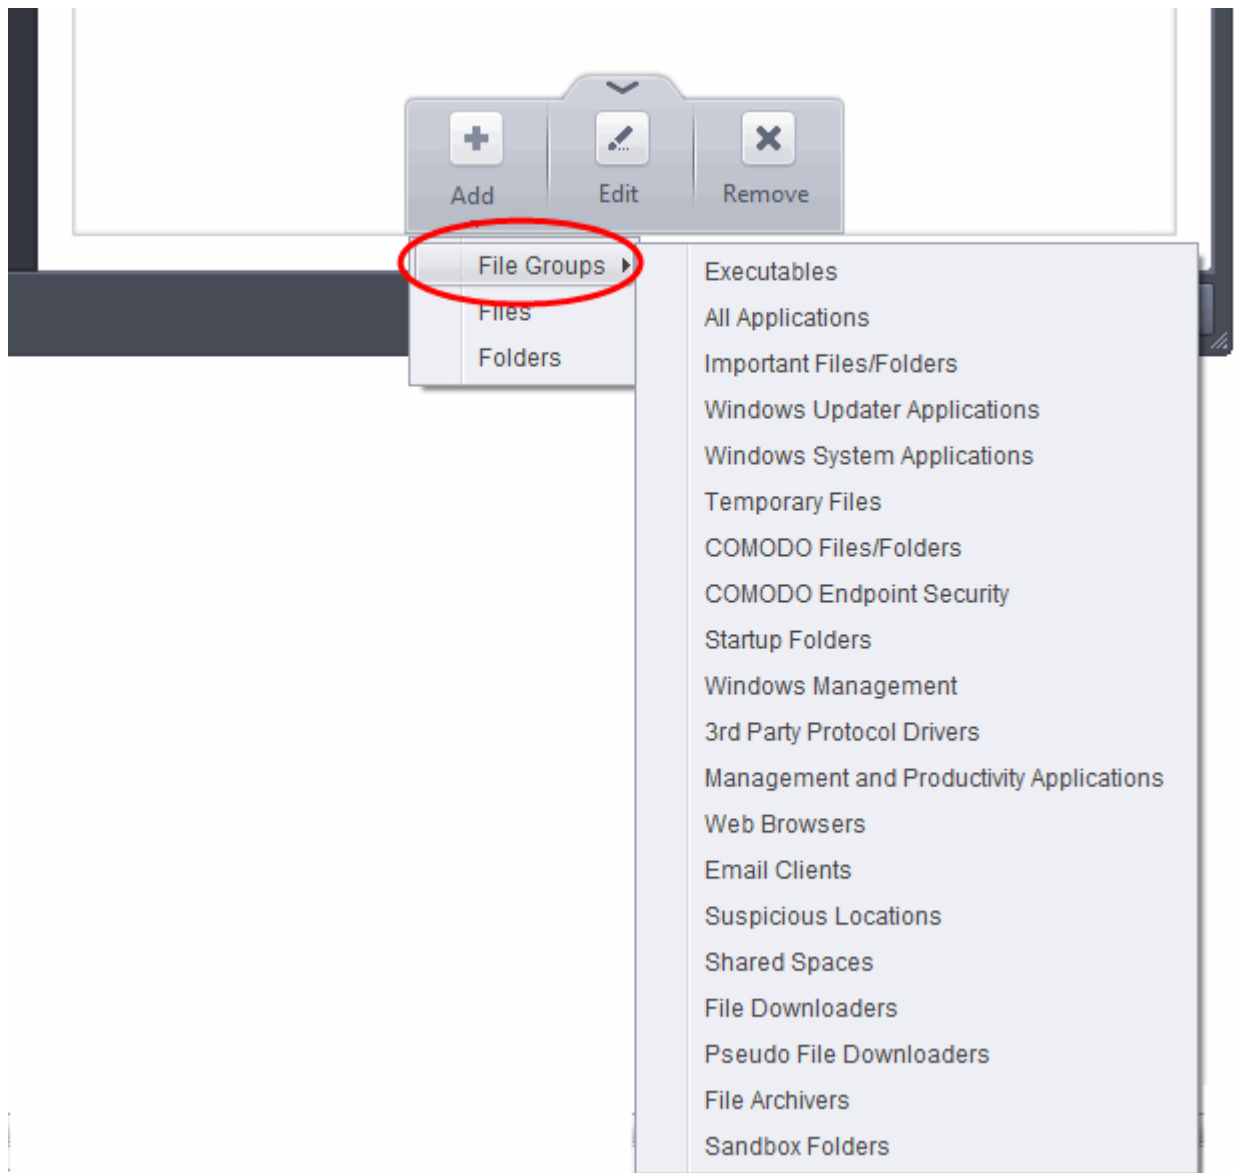 Add
Edit
Remove
File Groups
Files
Folders
Executables
All Applications
Important Files/Folders
Windows Updater Applications
Windows System Applications
Temporary Files
COMODO Files/Folders
COMODO Endpoint Security
Startup Folders
Windows Management
3rd Party Protocol Drivers
Management and Productivity Applications
Web Browsers
Email Clients
Suspicious Locations
Shared Spaces
File Downloaders
Pseudo File Downloaders
File Archivers
Sandbox Folders